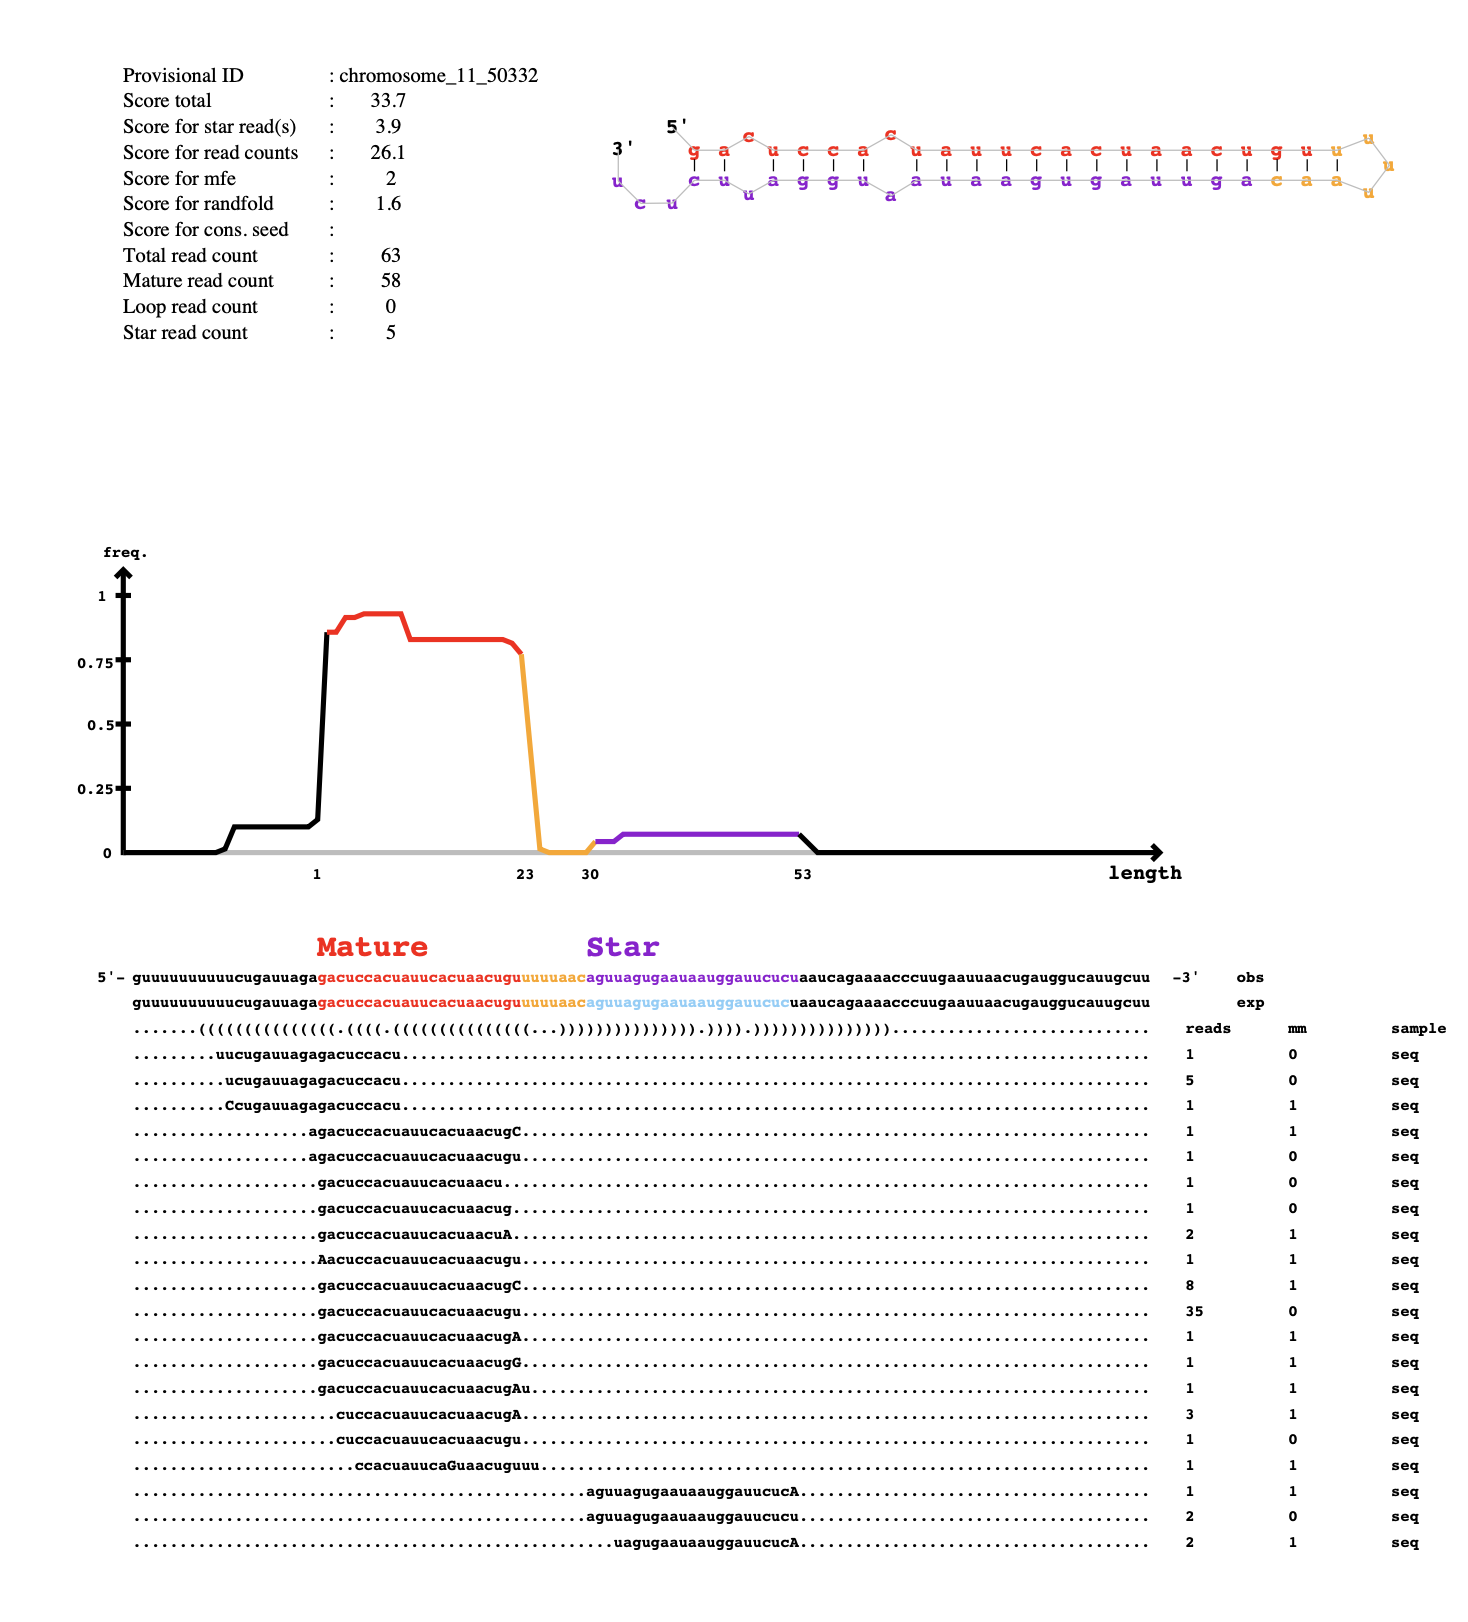 Provisional ID : chromosome_11_50332
Score total : 33.7
Score for star read(s) : 3.9
Score for read counts : 26.1
Score for mfe : 2
Score for randfold : 1.6
Score for cons. seed :
Total read count : 63
Mature read count : 58
Loop read count : 0
Star read count : 5
5'
3'
g a c u c c a c u a u u c a c u a a c u g u u u u u
u c u c u u a g g u a a u a a g u g a u u g a c a a u
freq.
1
0.75
0.5
0.25
0
1 23 30 53
length
Mature Star
5'- guuuuuuuuuucugauuagagacuccacuauucacuaacuguuuuuaacaguuagugaauaauggauucucuaaucagaaaacccuugaauuaacugauggucauugcuu -3' obs
guuuuuuuuuucugauuagagacuccacuauucacuaacuguuuuuaacaguuagugaauaauggauucucuaaucagaaaacccuugaauuaacugauggucauugcuu exp
.......(((((((((((((((.((((.(((((((((((((((...))))))))))))))).)))).)))))))))))))))............................ reads mm sample
.........uucugauuagagacuccacu................................................................................. 1 0 seq
..........ucugauuagagacuccacu................................................................................. 5 0 seq
..........Ccugauuagagacuccacu................................................................................. 1 1 seq
...................agacuccacuauucacuaacugC.................................................................... 1 1 seq
...................agacuccacuauucacuaacugu.................................................................... 1 0 seq
....................gacuccacuauucacuaacu...................................................................... 1 0 seq
....................gacuccacuauucacuaacug..................................................................... 1 0 seq
....................gacuccacuauucacuaacuA..................................................................... 2 1 seq
....................Aacuccacuauucacuaacugu.................................................................... 1 1 seq
....................gacuccacuauucacuaacugC.................................................................... 8 1 seq
....................gacuccacuauucacuaacugu.................................................................... 35 0 seq
....................gacuccacuauucacuaacugA.................................................................... 1 1 seq
....................gacuccacuauucacuaacugG.................................................................... 1 1 seq
....................gacuccacuauucacuaacugAu................................................................... 1 1 seq
......................cuccacuauucacuaacugA.................................................................... 3 1 seq
......................cuccacuauucacuaacugu.................................................................... 1 0 seq
........................ccacuauucaGuaacuguuu.................................................................. 1 1 seq
.................................................aguuagugaauaauggauucucA...................................... 1 1 seq
.................................................aguuagugaauaauggauucucu...................................... 2 0 seq
....................................................uagugaauaauggauucucA...................................... 2 1 seq